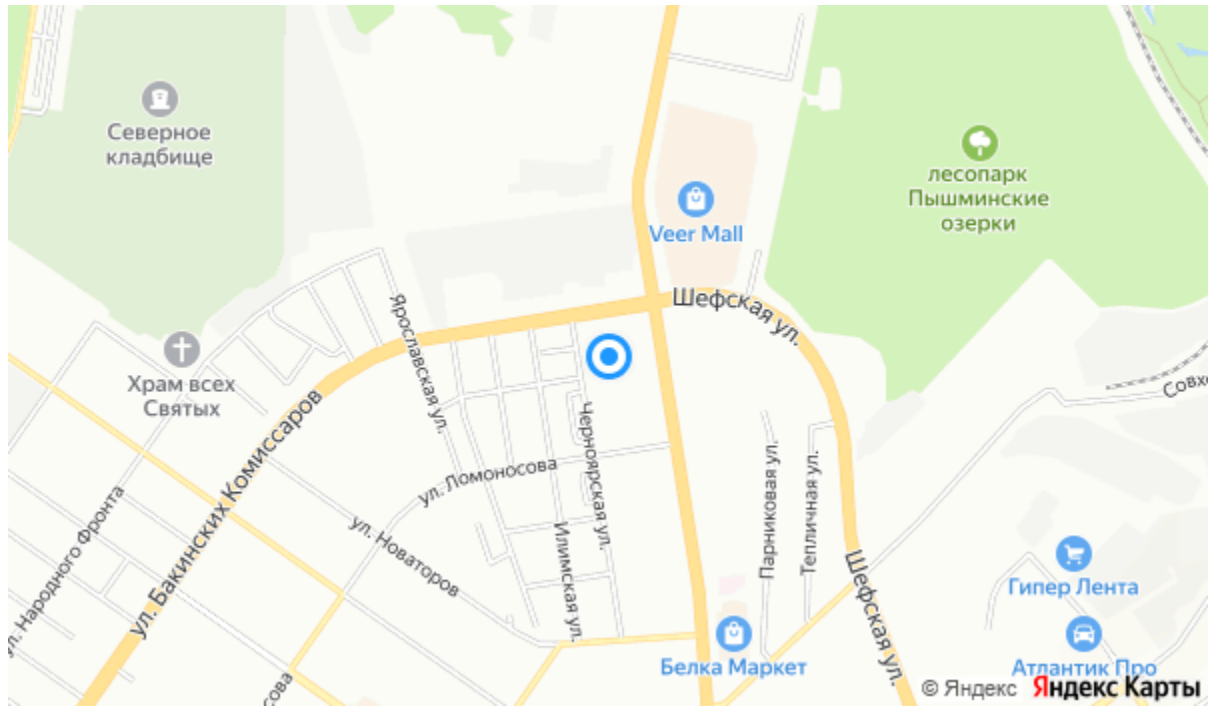 Северное
кладбище
лесопарк
Пышминские
озерки
Veer Mall
Шефская ул.
Ярославская ул.
Храм всех
Святых
Совхо
ул. Бакинских Комиссаров
Черноярская ул.
ул. Ломоносова
Парниковая ул.
Тепличная ул.
ул. Народного Фронта
ул. Новаторов
Илимская ул.
Шефская ул.
Гипер Лента
Белка Маркет
Атлантик Про
сова
© Яндекс Яндекс Карты